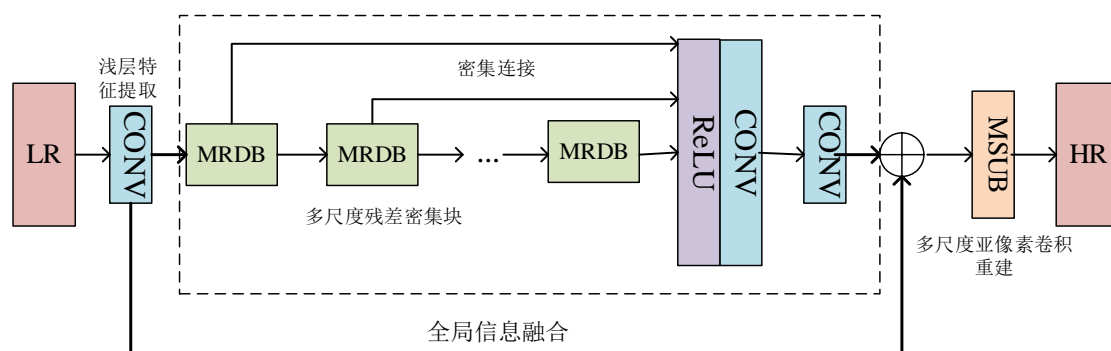 浅层特
征提取
密集连接
LR
CONV
MRDB
MRDB
...
MRDB
ReLU
CONV
CONV
MSUB
HR
多尺度残差密集块
多尺度亚像素卷积
重建
全局信息融合